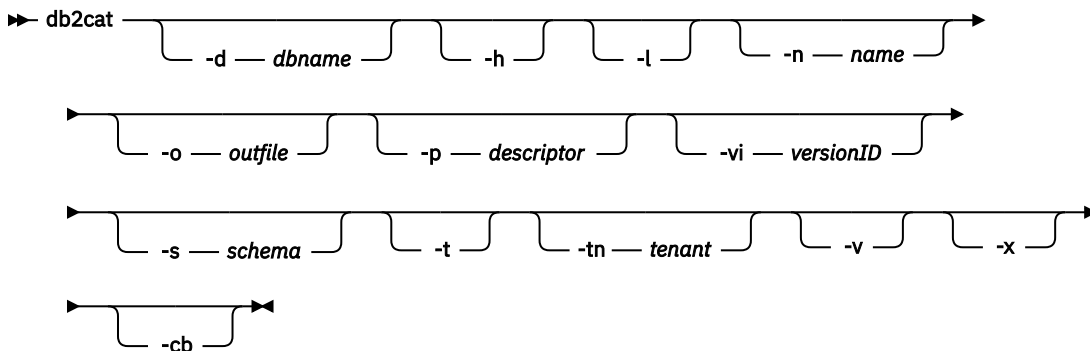 db2cat -d dbname -h -l -n name
-o outfile -p descriptor -vi versionID
-s schema -t -tn tenant -v -x
-cb